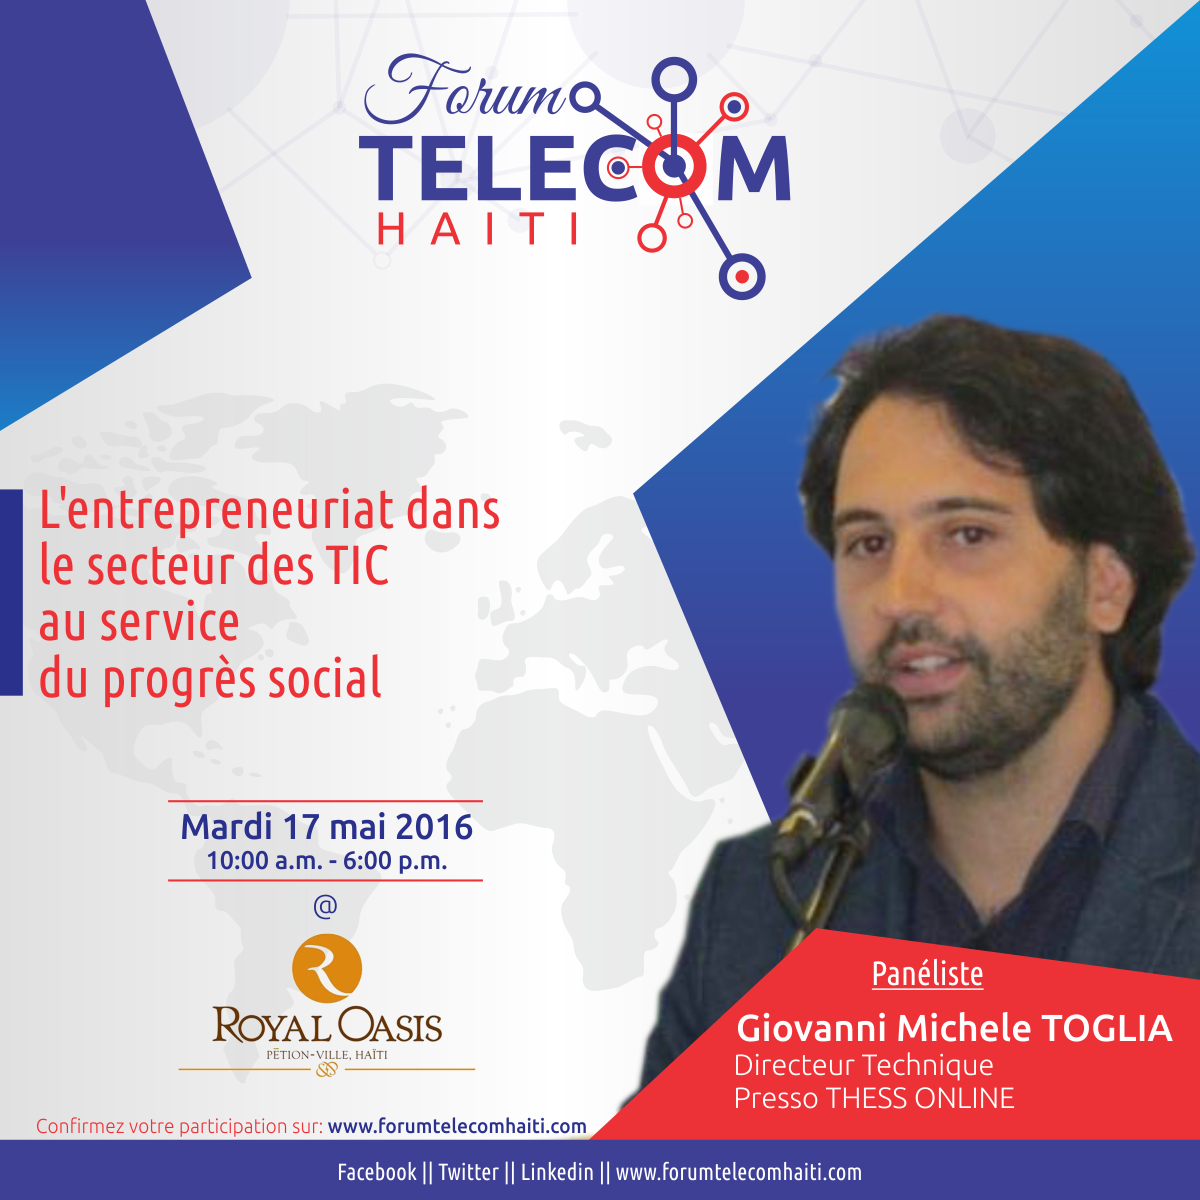 Forum
TELECOM
HAITI
L'entrepreneuriat dans
le secteur des TIC
au service
du progrès social
Mardi 17 mai 2016
10:00 a.m. - 6:00 p.m.
@
R
ROYAL OASIS
PÉTION-VILLE, HAÏTI
Panéliste
Giovanni Michele TOGLIA
Directeur Technique
Presso THESS ONLINE
Confirmez votre participation sur: www.forumtelecomhaiti.com
Facebook || Twitter || Linkedin || www.forumtelecomhaiti.com